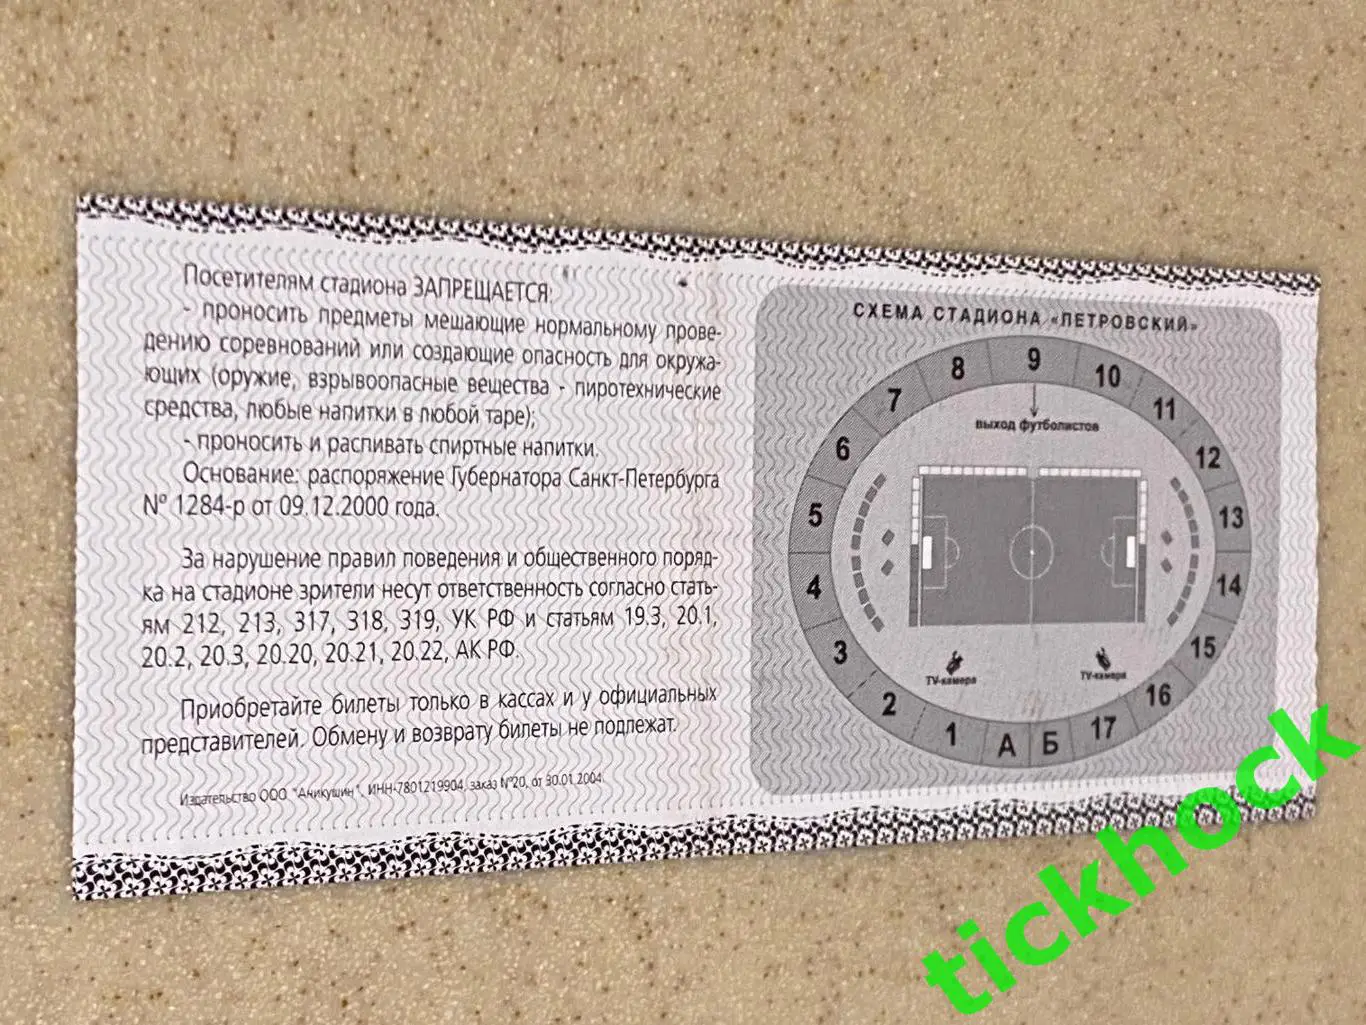 Посетителям стадиона ЗАПРЕЩАЕТСЯ:
- проносить предметы мешающие нормальному прове-
дению соревнований или создающие опасность для окружа-
ющих (оружие, взрывоопасные вещества - пиротехнические
средства, любые напитки в любой таре);
- проносить и распивать спиртные напитки.
Основание: распоряжение Губернатора Санкт-Петербурга
№ 1284-р от 09.12.2000 года.
За нарушение правил поведения и общественного поряд-
ка на стадионе зрители несут ответственность согласно стать-
ям 212, 213, 317, 318, 319, УК РФ и статьям 19.3, 20.1,
20.2, 20.3, 20.20, 20.21, 20.22, АК РФ.
Приобретайте билеты только в кассах и у официальных
представителей. Обмену и возврату билеты не подлежат.
Издательство ООО "Аникушин", ИНН-7801219904, заказ №20, от 30.01.2004
СХЕМА СТАДИОНА «ПЕТРОВСКИЙ»
1
2
3
4
5
6
7
8
9
10
11
12
13
14
15
16
17
А
Б
выход футболистов
TV-камера
TV-камера
tickhock